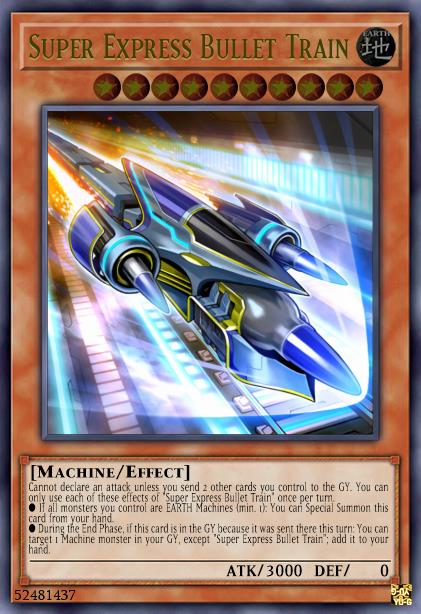 Super Express Bullet Train
EARTH
地
[Machine/Effect]
Cannot declare an attack unless you send 2 other cards you control to the GY. You can
only use each of these effects of "Super Express Bullet Train" once per turn.
● If all monsters you control are EARTH Machines (min. 1): You can Special Summon this
card from your hand.
● During the End Phase, if this card is in the GY because it was sent there this turn: You can
target 1 Machine monster in your GY, except "Super Express Bullet Train"; add it to your
hand.
ATK/3000 DEF/ 0
52481437